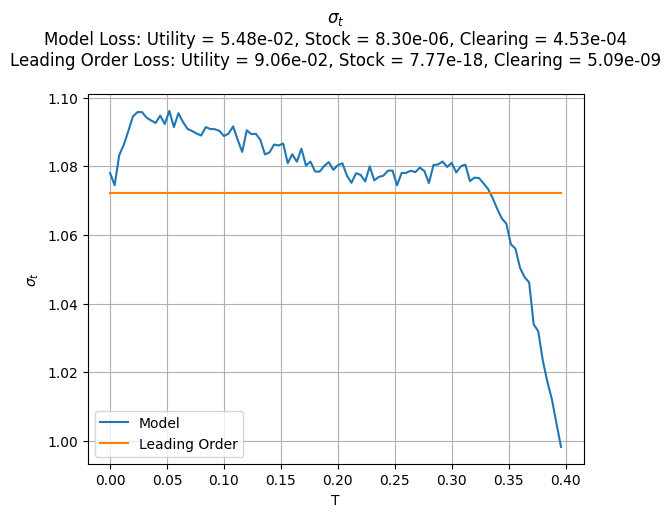 σ_t
Model Loss: Utility = 5.48e-02, Stock = 8.30e-06, Clearing = 4.53e-04
Leading Order Loss: Utility = 9.06e-02, Stock = 7.77e-18, Clearing = 5.09e-09
1.10
1.08
1.06
1.04
1.02
1.00
σ_t
Model
Leading Order
0.00 0.05 0.10 0.15 0.20 0.25 0.30 0.35 0.40
T